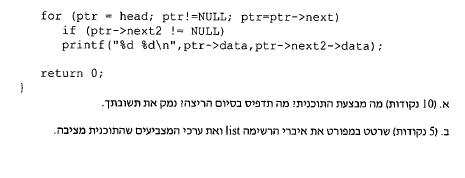 for (ptr = head; ptr!=NULL; ptr=ptr->next)
if (ptr->next2 != NULL)
printf("%d %d\n",ptr->data,ptr->next2->data);
return 0;
}
א. (10 נקודות) מה מבצעת התוכנית? מה תדפיס בסיום הריצה? נמק את תשובתך.
ב. (5 נקודות) שרטט במפורט את איברי הרשימה list ואת ערכי המצביעים שהתוכנית מציבה.